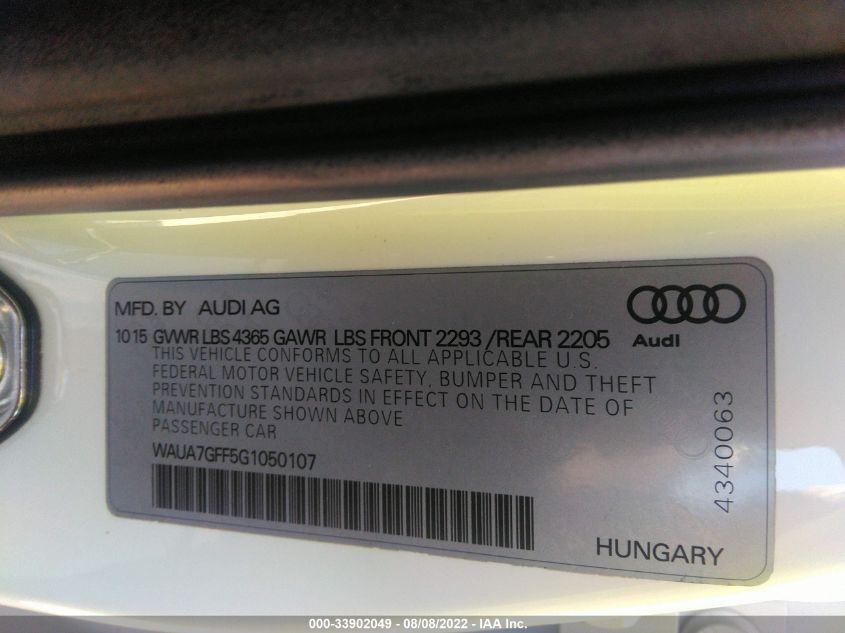 MFD. BY AUDI AG
10 15 GVWR LBS 4365 GAWR LBS FRONT 2293 /REAR 2205
Audi
THIS VEHICLE CONFORMS TO ALL APPLICABLE U.S.
FEDERAL MOTOR VEHICLE SAFETY, BUMPER AND THEFT
PREVENTION STANDARDS IN EFFECT ON THE DATE OF
MANUFACTURE SHOWN ABOVE
PASSENGER CAR
WAUA7GFF5G1050107
4340063
HUNGARY
000-33902049 - 08/08/2022 - IAA Inc.